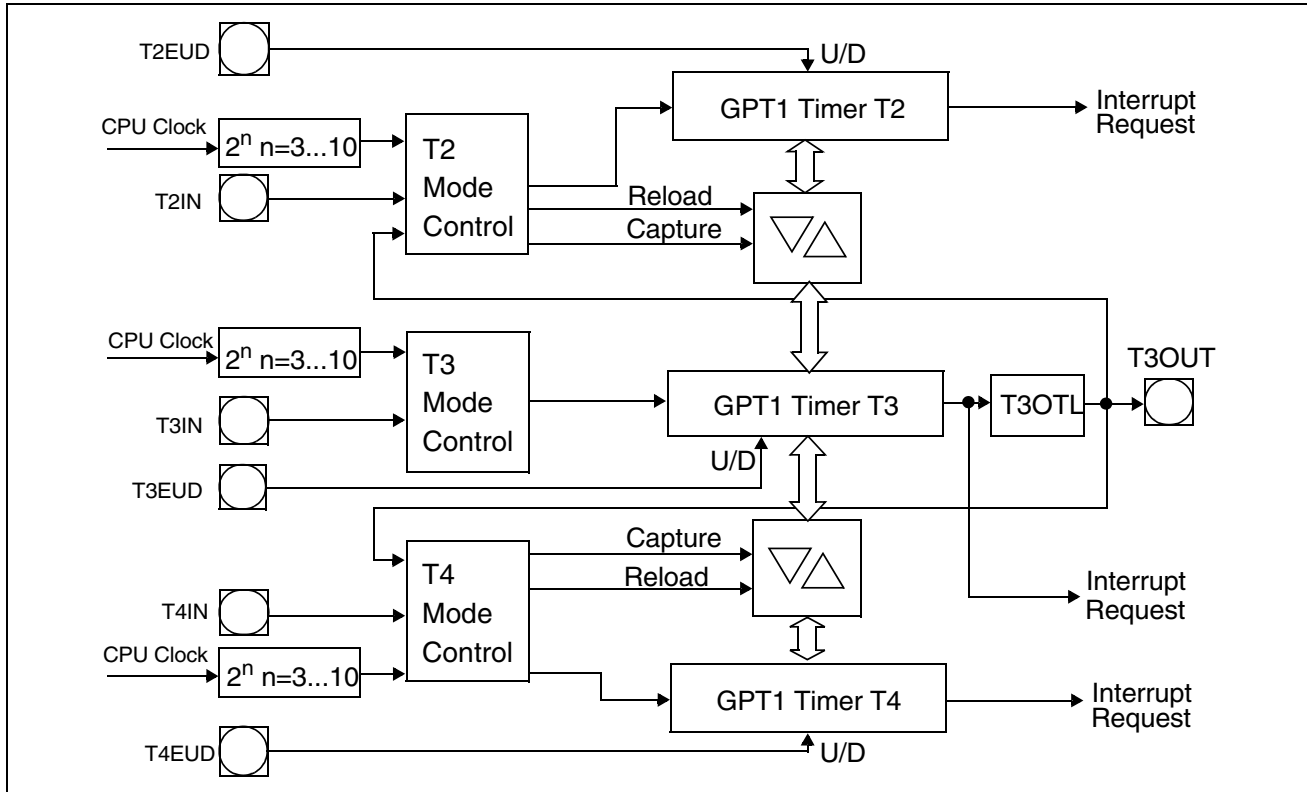 T2EUD
U/D
GPT1 Timer T2
Interrupt
Request
CPU Clock
2ⁿ n=3...10
T2
Mode
Control
T2IN
Reload
Capture
CPU Clock
2ⁿ n=3...10
T3
Mode
Control
T3OUT
GPT1 Timer T3
T3OTL
T3IN
U/D
T3EUD
Capture
Reload
T4
Mode
Control
Interrupt
Request
T4IN
CPU Clock
2ⁿ n=3...10
GPT1 Timer T4
Interrupt
Request
U/D
T4EUD